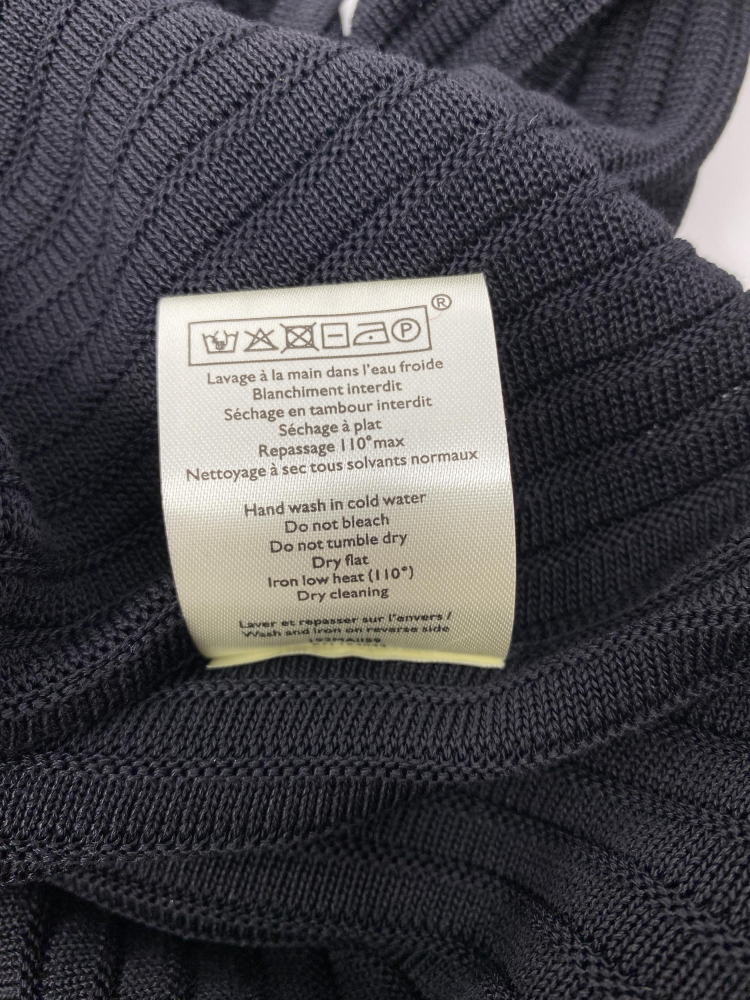 ®
P
Lavage à la main dans l'eau froide
Blanchiment interdit
Séchage en tambour interdit
Séchage à plat
Repassage 110° max
Nettoyage à sec tous solvants normaux
Hand wash in cold water
Do not bleach
Do not tumble dry
Dry flat
Iron low heat (110°)
Dry cleaning
Laver et repasser sur l'envers /
Wash and iron on reverse side